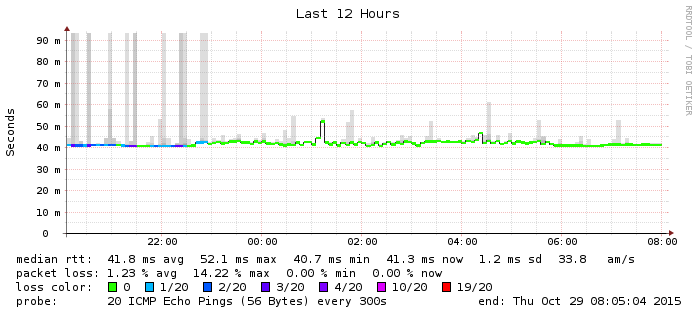 Last 12 Hours
RRDTOOL / TOBI OETIKER
Seconds
90 m
80 m
70 m
60 m
50 m
40 m
30 m
20 m
10 m
0
22:00 00:00 02:00 04:00 06:00 08:00
median rtt: 41.8 ms avg 52.1 ms max 40.7 ms min 41.3 ms now 1.2 ms sd 33.8 am/s
packet loss: 1.23 % avg 14.22 % max 0.00 % min 0.00 % now
loss color: 0 1/20 2/20 3/20 4/20 10/20 19/20
probe: 20 ICMP Echo Pings (56 Bytes) every 300s end: Thu Oct 29 08:05:04 2015